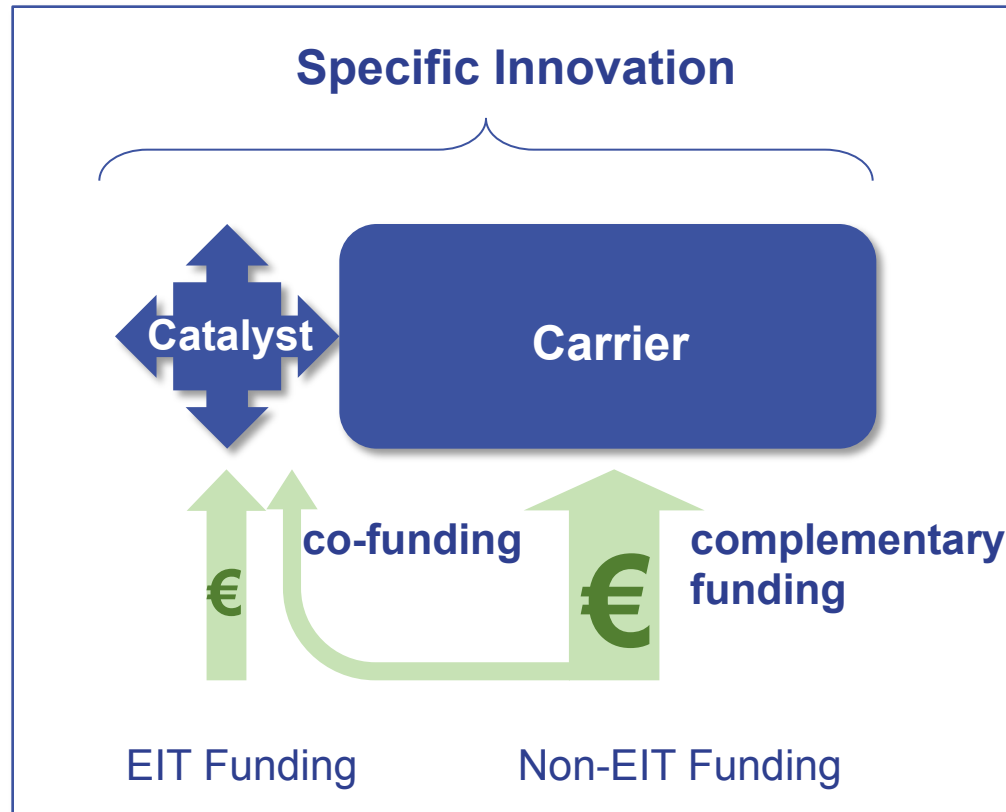 Specific Innovation
Catalyst
Carrier
co-funding
complementary
funding
€
€
EIT Funding
Non-EIT Funding